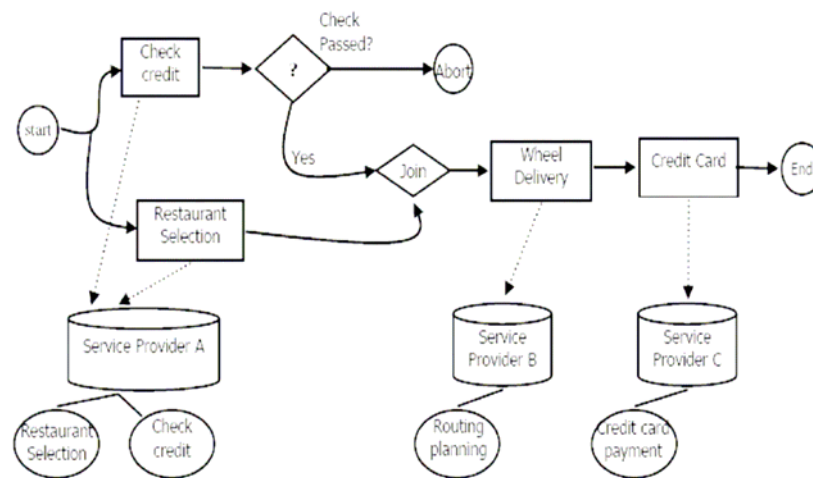 Check
Passed?
Check
credit
?
Abort
start
Yes
Join
Wheel
Delivery
Credit Card
End
Restaurant
Selection
Service Provider A
Service
Provider B
Service
Provider C
Restaurant
Selection
Check
credit
Routing
planning
Credit card
payment